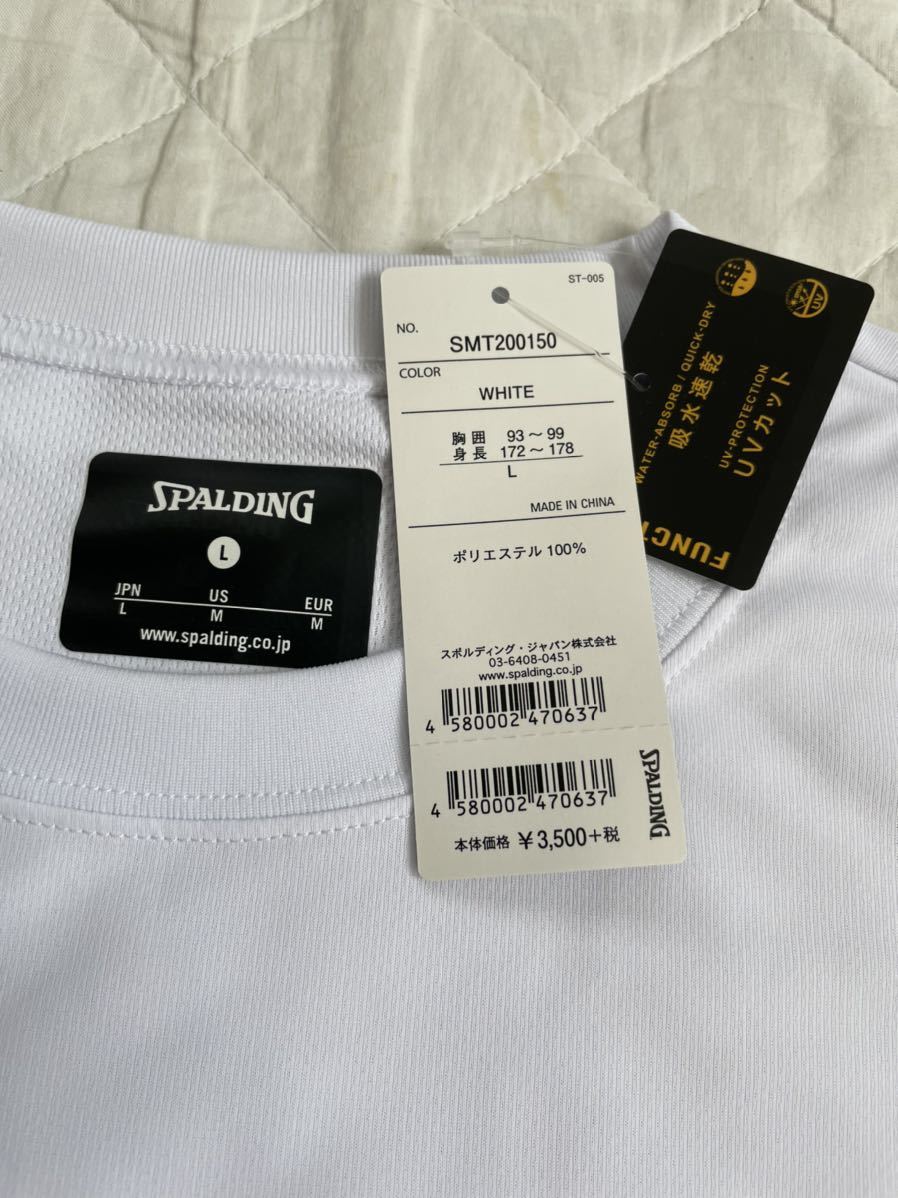 SPALDING
L
JPN US EUR
L M M
www.spalding.co.jp
ST-005
NO.
SMT200150
COLOR
WHITE
胸囲 93～99
身長 172～178
L
MADE IN CHINA
ポリエステル 100%
スポルディング・ジャパン株式会社
03-6408-0451
www.spalding.co.jp
4 580002 470637
4 580002 470637
本体価格 ¥3,500+税
SPALDING
WATER-ABSORB / QUICK-DRY
吸水速乾
UV
UV-PROTECTION
UVカット